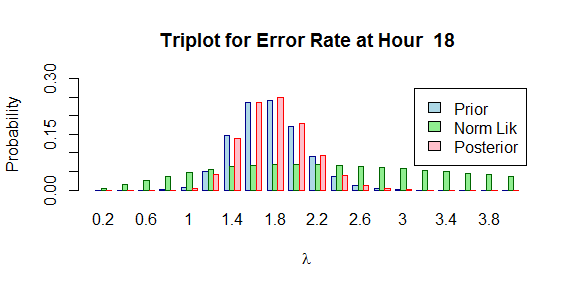 Triplot for Error Rate at Hour 18
Probability
0.30
0.15
0.00
Prior
Norm Lik
Posterior
0.2 0.6 1 1.4 1.8 2.2 2.6 3 3.4 3.8
λ